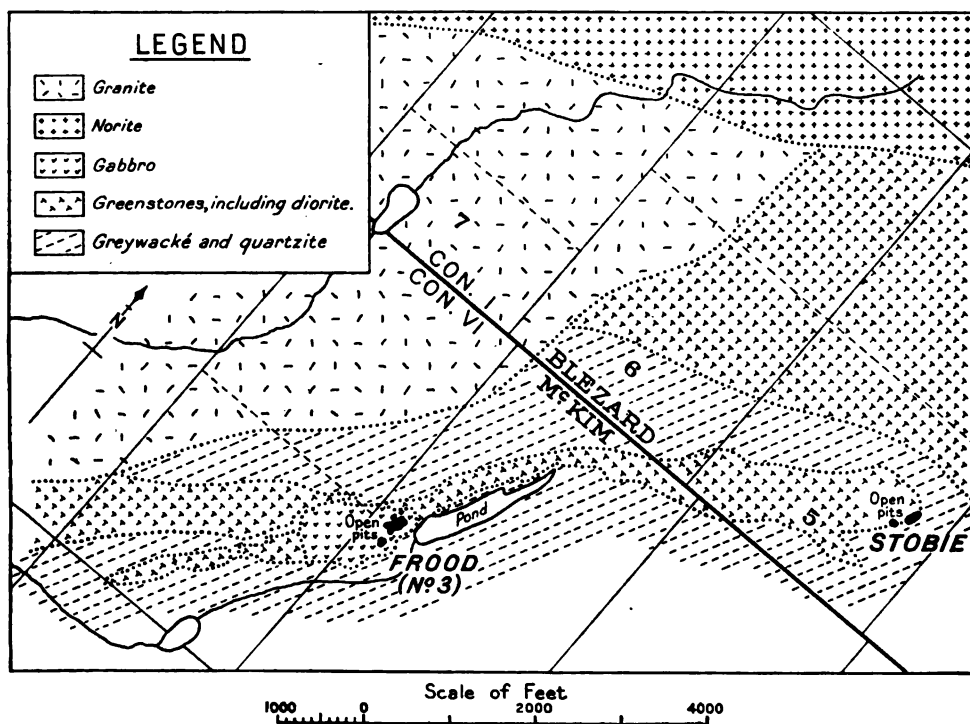 LEGEND
Granite
Norite
Gabbro
Greenstones, including diorite.
Greywacké and quartzite
N
7
CON. I
CON VI
BLEZARD
McKIM
6
5
Open
pits
STOBIE
Open
pits
Pond
FROOD
(No 3)
Scale of Feet
1000 0 2000 4000